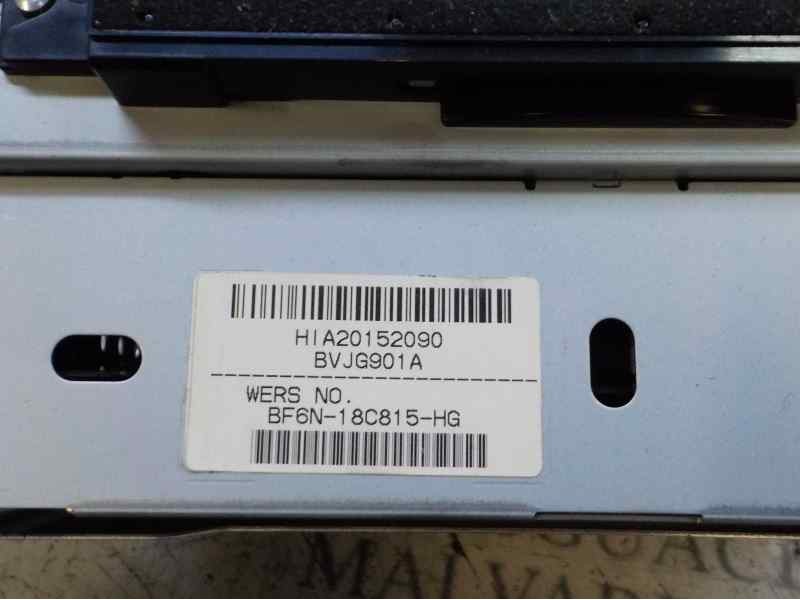 HIA20152090
BVJG901A
WERS NO.
BF6N-18C815-HG